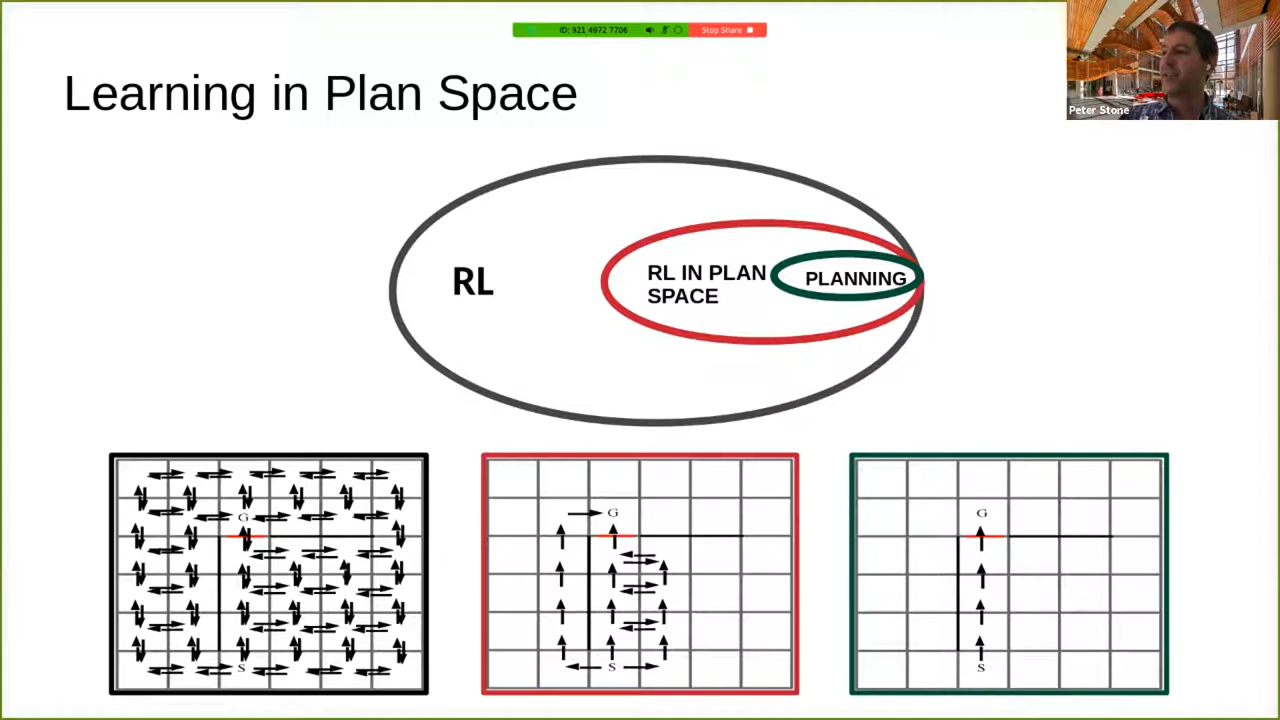 ID: 921 4972 7706
Stop Share
Peter Stone
Learning in Plan Space
RL
RL IN PLAN
SPACE
PLANNING
G
S
G
S
G
S